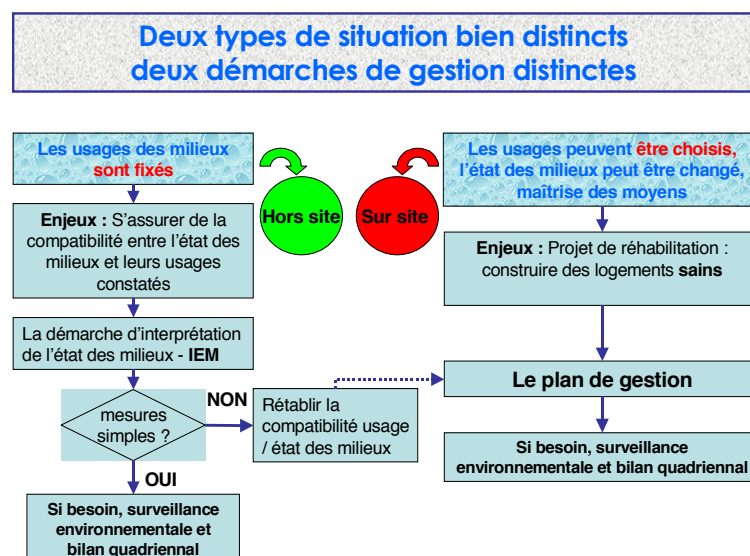 Deux types de situation bien distincts
deux démarches de gestion distinctes
Les usages des milieux
sont fixés
Hors site
Sur site
Les usages peuvent être choisis,
l'état des milieux peut être changé,
maîtrise des moyens
Enjeux : S'assurer de la
compatibilité entre l'état des
milieux et leurs usages
constatés
Enjeux : Projet de réhabilitation :
construire des logements sains
La démarche d'interprétation
de l'état des milieux - IEM
mesures
simples ?
NON
Rétablir la
compatibilité usage
/ état des milieux
Le plan de gestion
OUI
Si besoin, surveillance
environnementale et
bilan quadriennal
Si besoin, surveillance
environnementale et bilan quadriennal